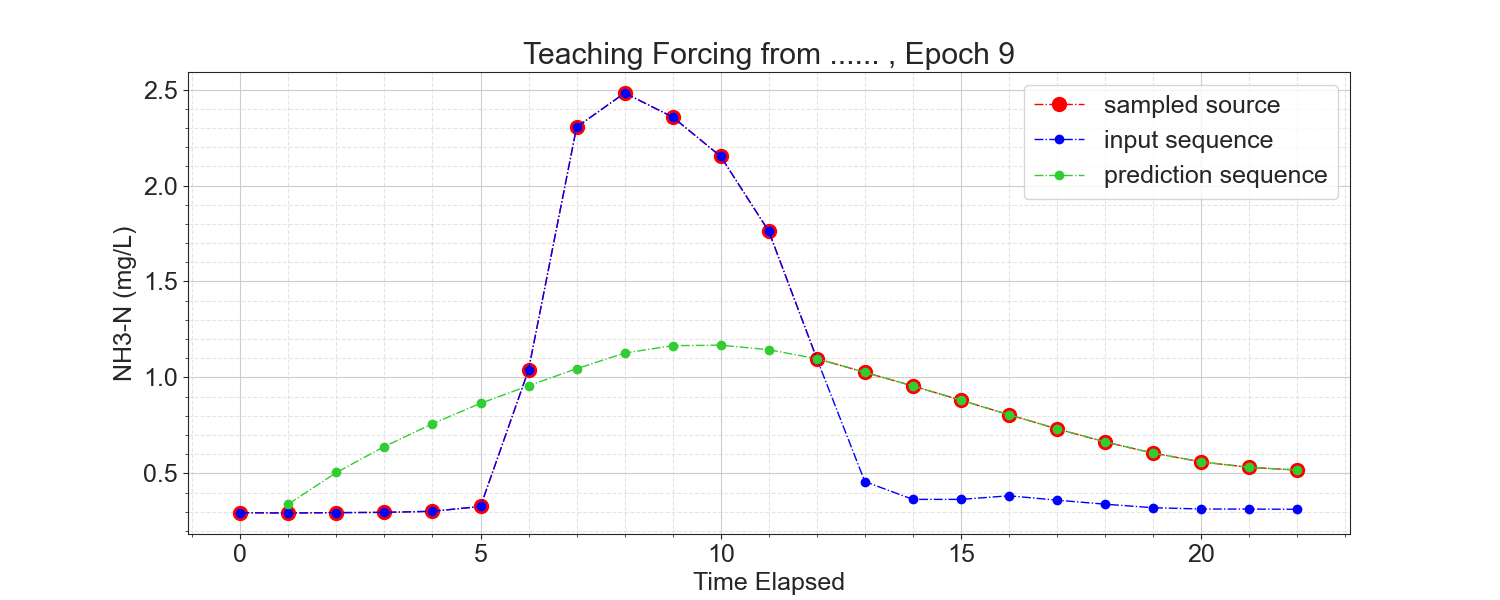 Teaching Forcing from ...... , Epoch 9
2.5
2.0
1.5
1.0
0.5
NH3-N (mg/L)
sampled source
input sequence
prediction sequence
0 5 10 15 20
Time Elapsed